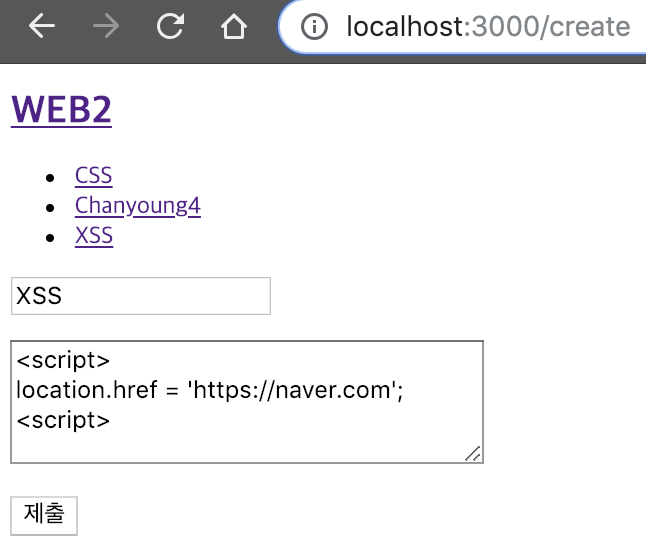 localhost:3000/create
WEB2
CSS
Chanyoung4
XSS
XSS
<script>
location.href = 'https://naver.com';
<script>
제출